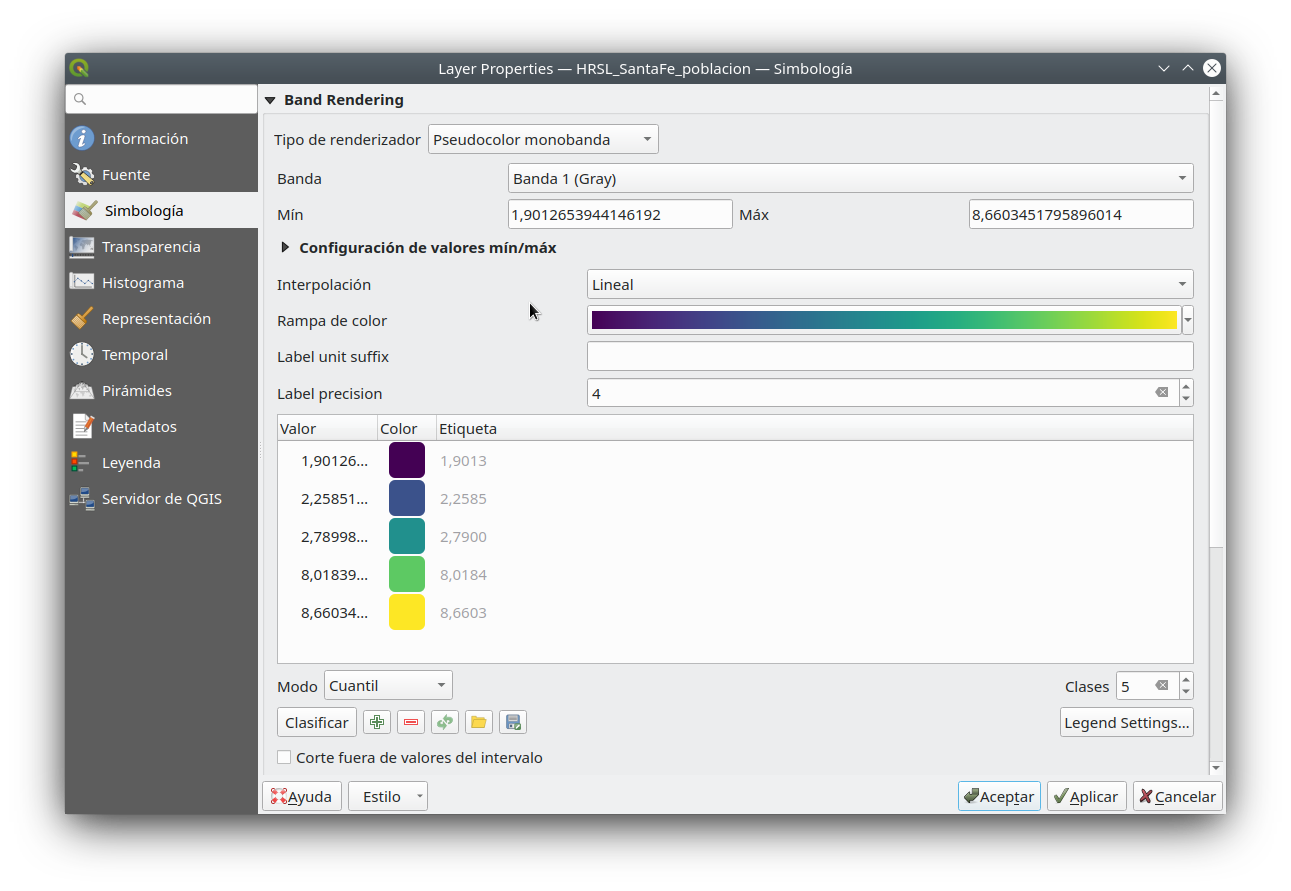 Layer Properties — HRSL_SantaFe_poblacion — Simbología
Información
Fuente
Simbología
Transparencia
Histograma
Representación
Temporal
Pirámides
Metadatos
Leyenda
Servidor de QGIS
Band Rendering
Tipo de renderizador Pseudocolor monobanda
Banda Banda 1 (Gray)
Mín 1,9012653944146192 Máx 8,6603451795896014
Configuración de valores mín/máx
Interpolación Lineal
Rampa de color
Label unit suffix
Label precision 4
Valor Color Etiqueta
1,90126... 1,9013
2,25851... 2,2585
2,78998... 2,7900
8,01839... 8,0184
8,66034... 8,6603
Modo Cuantil Clases 5
Clasificar Legend Settings...
Corte fuera de valores del intervalo
Ayuda Estilo Aceptar Aplicar Cancelar